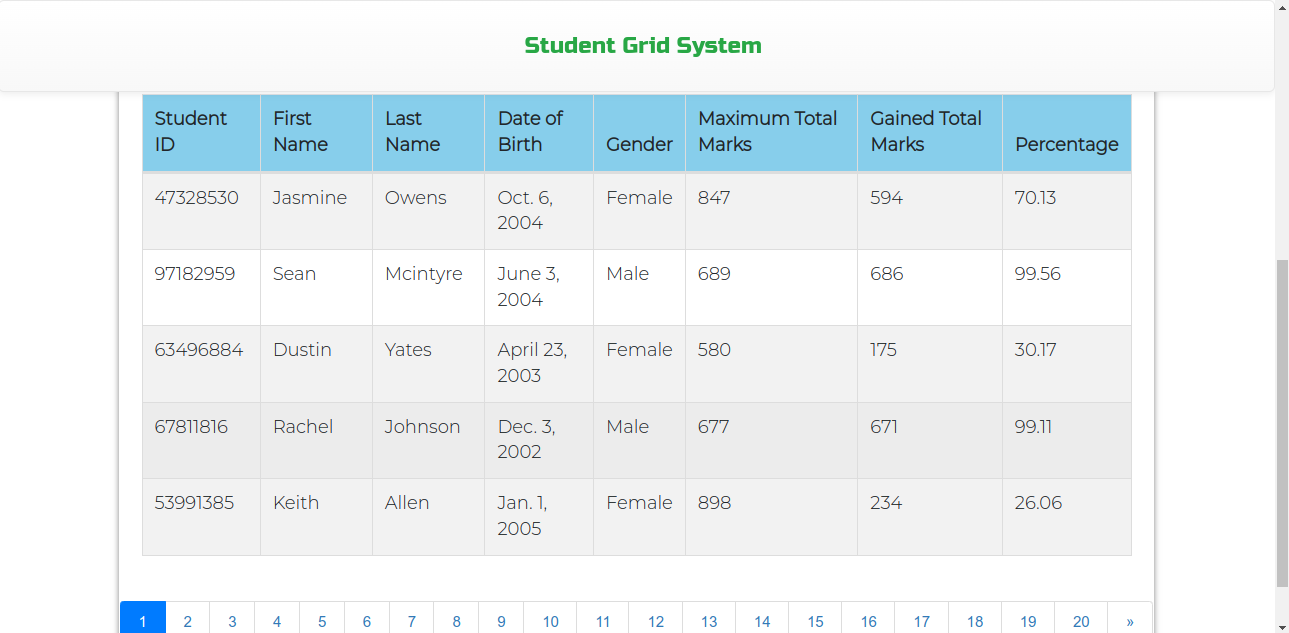 Student Grid System
Student ID First Name Last Name Date of Birth Gender Maximum Total Marks Gained Total Marks Percentage
47328530 Jasmine Owens Oct. 6, 2004 Female 847 594 70.13
97182959 Sean Mcintyre June 3, 2004 Male 689 686 99.56
63496884 Dustin Yates April 23, 2003 Female 580 175 30.17
67811816 Rachel Johnson Dec. 3, 2002 Male 677 671 99.11
53991385 Keith Allen Jan. 1, 2005 Female 898 234 26.06
1 2 3 4 5 6 7 8 9 10 11 12 13 14 15 16 17 18 19 20 »